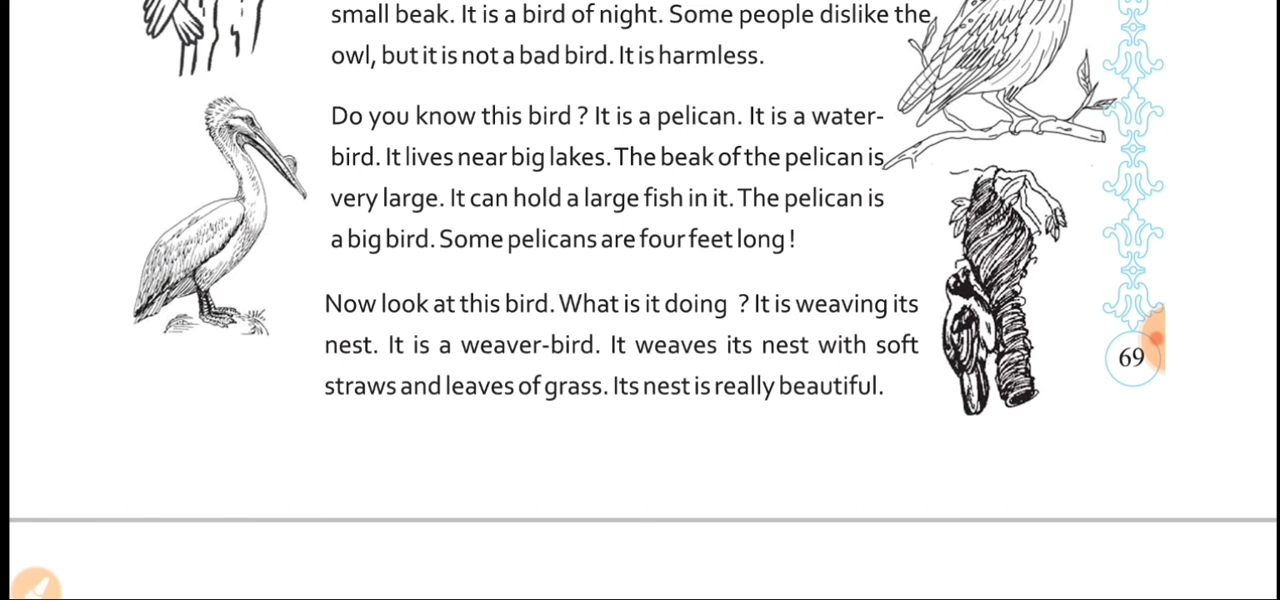 small beak. It is a bird of night. Some people dislike the
owl, but it is not a bad bird. It is harmless.
Do you know this bird ? It is a pelican. It is a water-
bird. It lives near big lakes. The beak of the pelican is
very large. It can hold a large fish in it. The pelican is
a big bird. Some pelicans are four feet long !
Now look at this bird. What is it doing ? It is weaving its
nest. It is a weaver-bird. It weaves its nest with soft
straws and leaves of grass. Its nest is really beautiful.
69